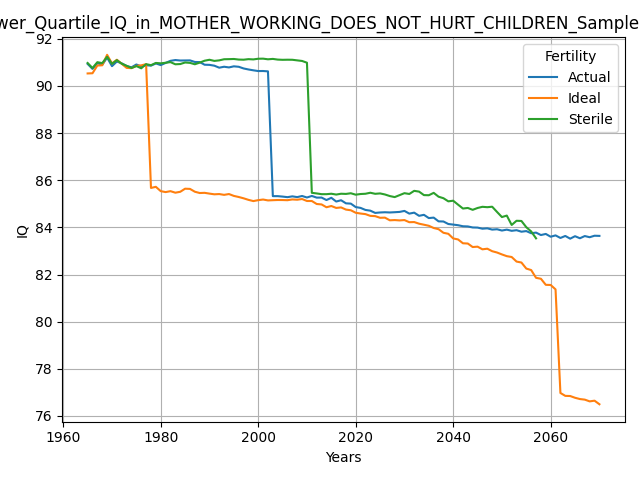 wer_Quartile_IQ_in_MOTHER_WORKING_DOES_NOT_HURT_CHILDREN_Sample
Fertility
Actual
Ideal
Sterile
IQ
92
90
88
86
84
82
80
78
76
1960
1980
2000
2020
2040
2060
Years